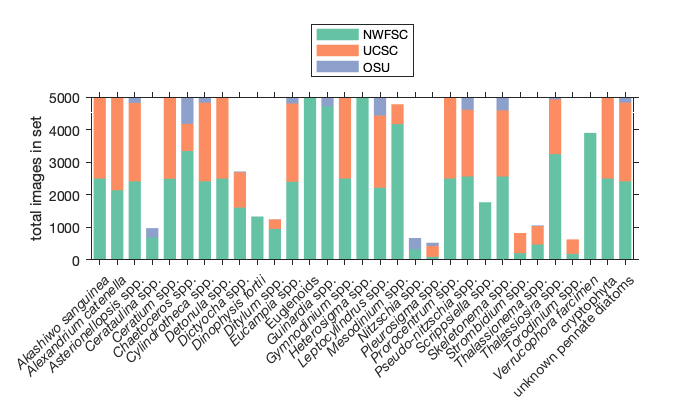 NWFSC
UCSC
OSU
total images in set
5000
4000
3000
2000
1000
0
Akashiwo sanguinea
Alexandrium catenella
Asterionellopsis spp.
Cerataulina spp.
Ceratium spp.
Chaetoceros spp.
Cylindrotheca spp.
Detonula spp.
Dictyocha spp.
Dinophysis fortii
Ditylum spp.
Eucampia spp.
Euglenoids
Guinardia spp.
Gymnodinium spp.
Heterosigma spp.
Leptocylindrus spp.
Mesodinium spp.
Nitzschia spp.
Pleurosigma spp.
Prorocentrum spp.
Pseudo-nitzschia spp.
Scrippsiella spp.
Skeletonema spp.
Strombidium spp.
Thalassionema spp.
Thalassiosira spp.
Torodinium spp.
Verrucophora farcimen
cryptophyta
unknown pennate diatoms